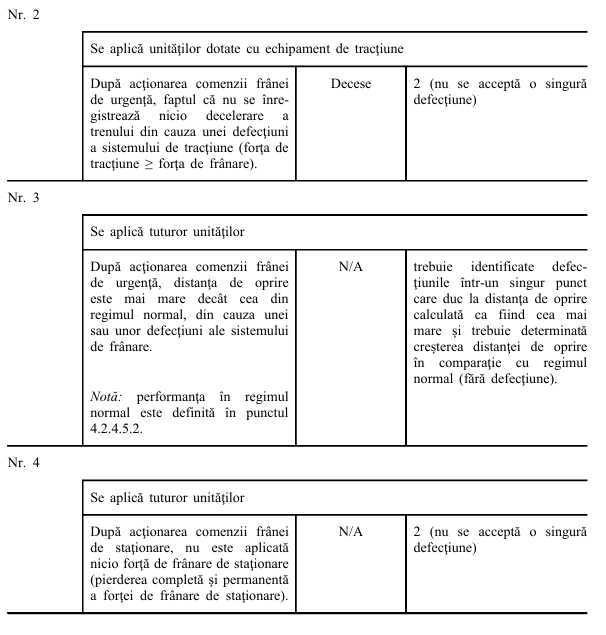 Nr. 2
Se aplică unităților dotate cu echipament de tracțiune
După acționarea comenzii frânei
de urgență, faptul că nu se înre-
gistrează nicio decelerare a
trenului din cauza unei defecțiuni
a sistemului de tracțiune (forța de
tracțiune ≥ forța de frânare).
Decese
2 (nu se acceptă o singură
defecțiune)
Nr. 3
Se aplică tuturor unităților
După acționarea comenzii frânei
de urgență, distanța de oprire
este mai mare decât cea din
regimul normal, din cauza unei
sau unor defecțiuni ale sistemului
de frânare.
Notă: performanța în regimul
normal este definită în punctul
4.2.4.5.2.
N/A
trebuie identificate defec-
țiunile într-un singur punct
care duc la distanța de oprire
calculată ca fiind cea mai
mare și trebuie determinată
creșterea distanței de oprire
în comparație cu regimul
normal (fără defecțiune).
Nr. 4
Se aplică tuturor unităților
După acționarea comenzii frânei
de staționare, nu este aplicată
nicio forță de frânare de staționare
(pierderea completă și permanentă
a forței de frânare de staționare).
N/A
2 (nu se acceptă o singură
defecțiune)